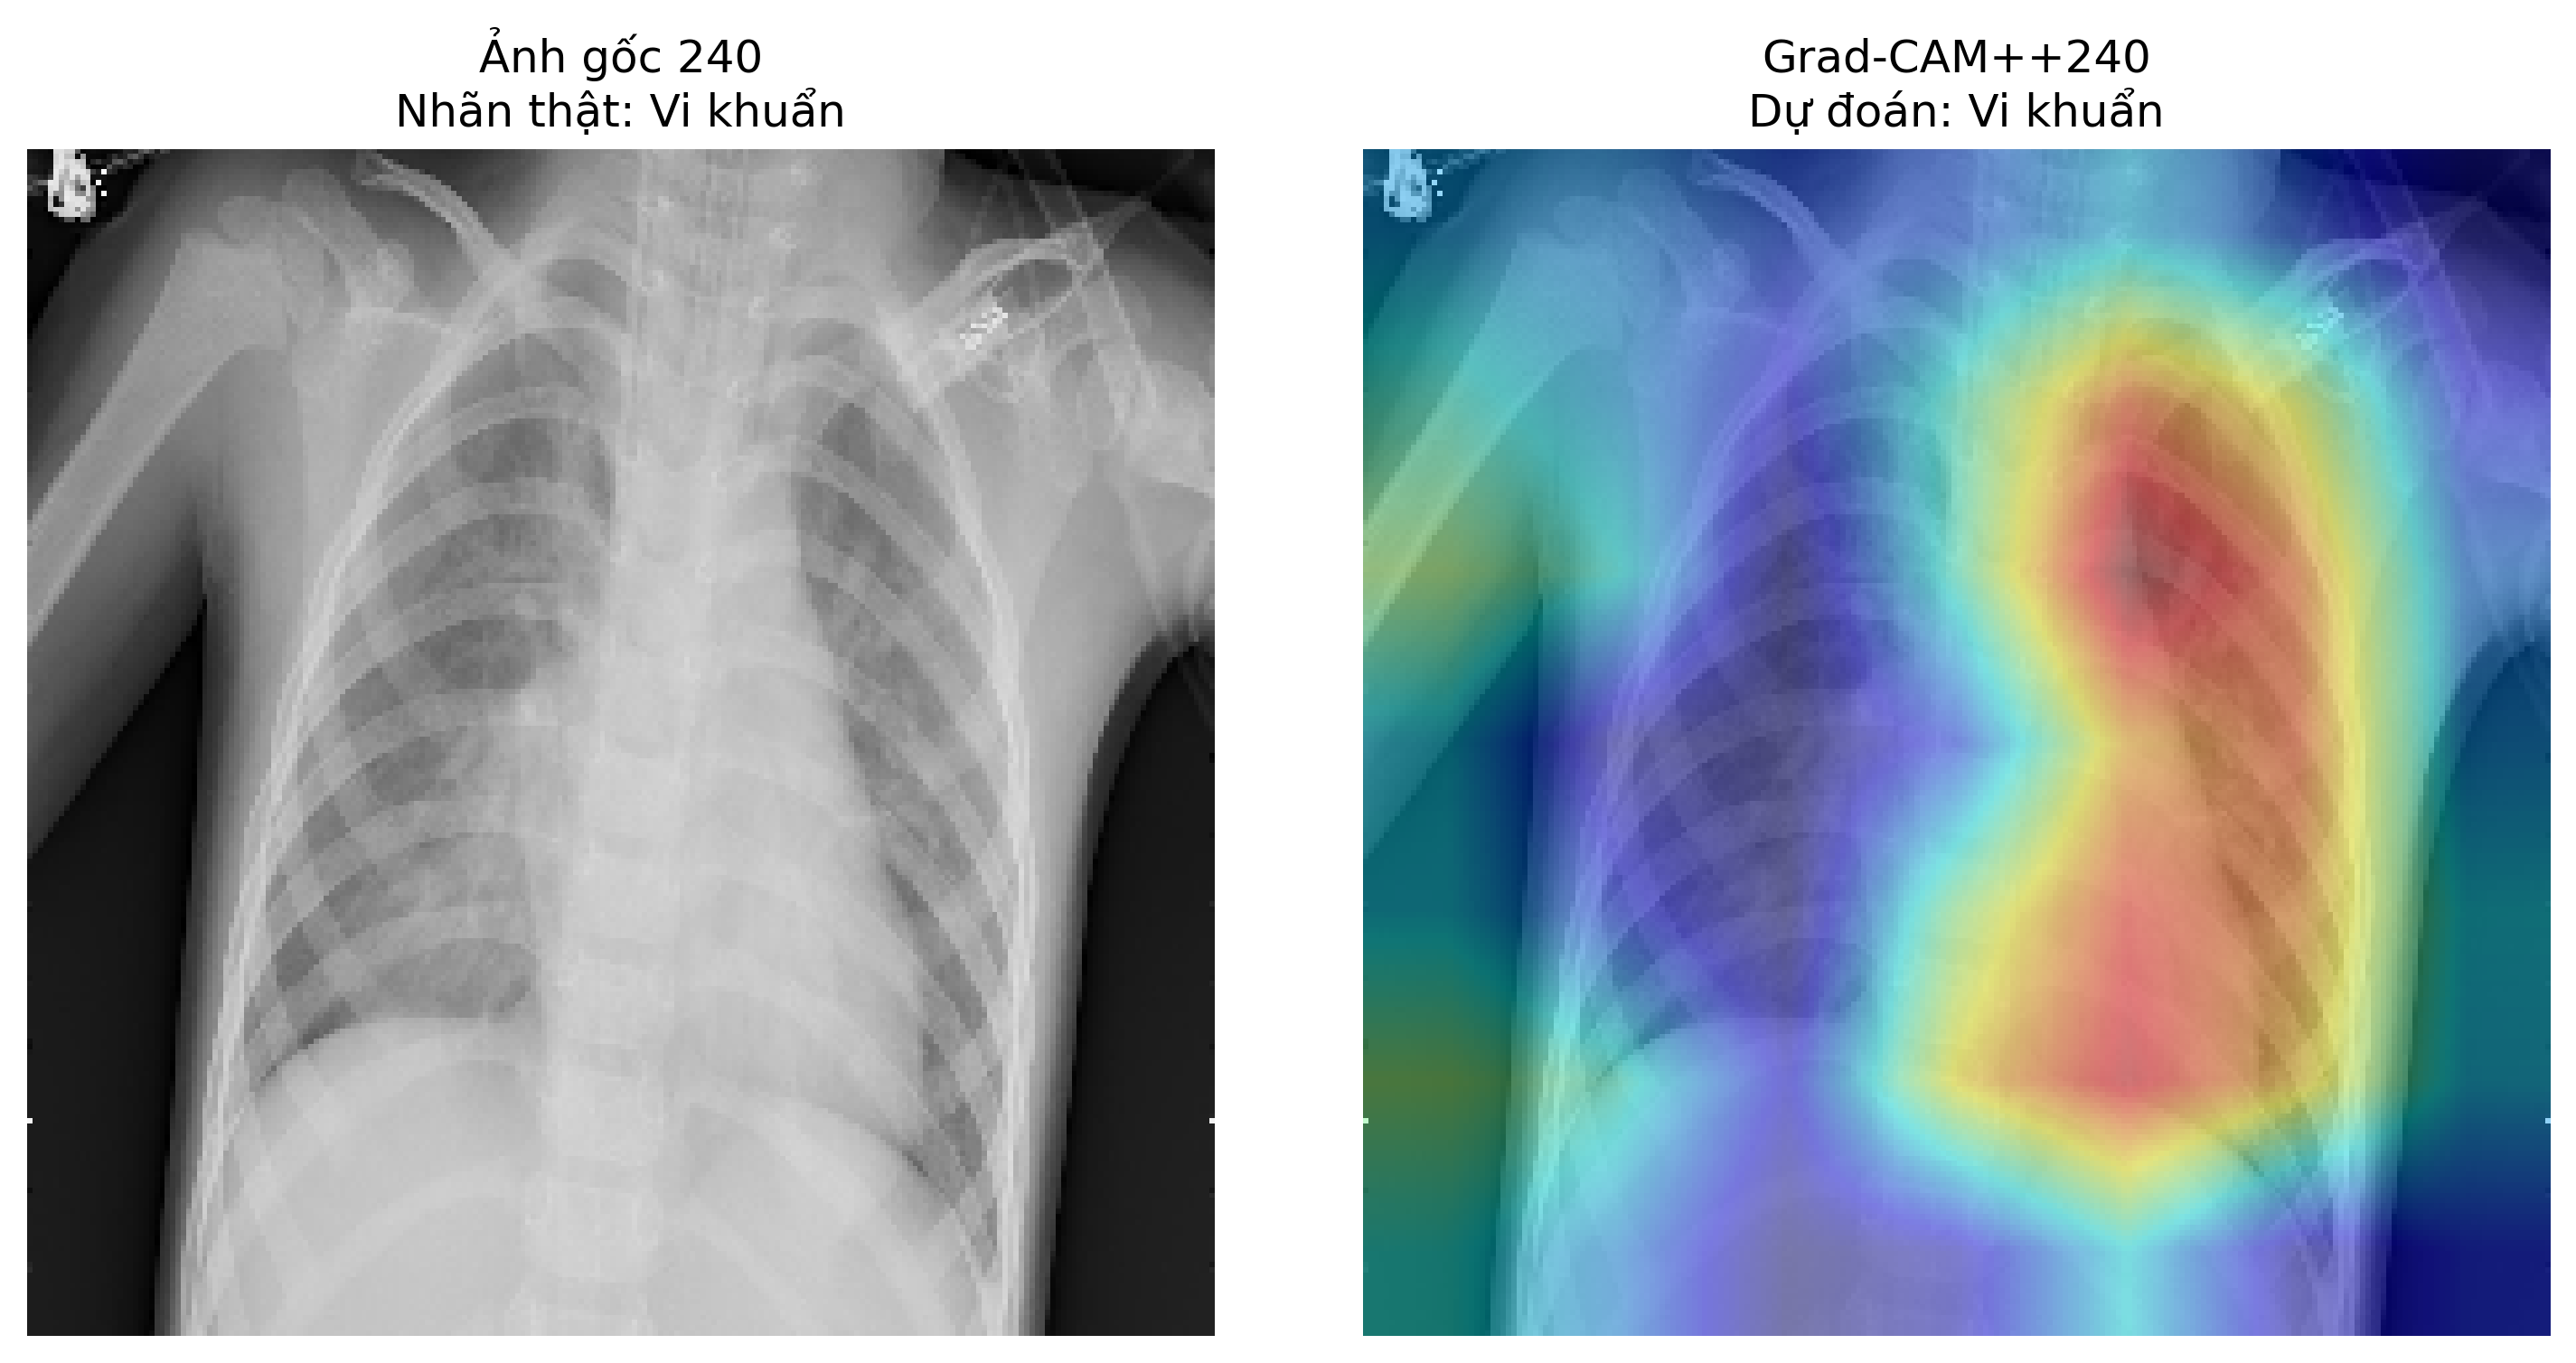 Ảnh gốc 240
Nhãn thật: Vi khuẩn
Grad-CAM++240
Dự đoán: Vi khuẩn